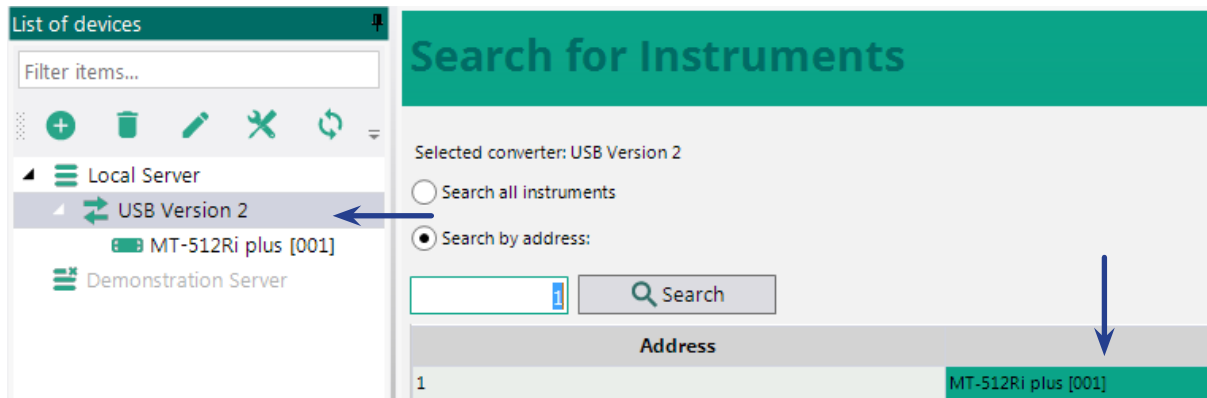 List of devices
Filter items...
Local Server
USB Version 2
MT-512Ri plus [001]
Demonstration Server
Search for Instruments
Selected converter: USB Version 2
Search all instruments
Search by address:
1
Search
Address
1 MT-512Ri plus [001]